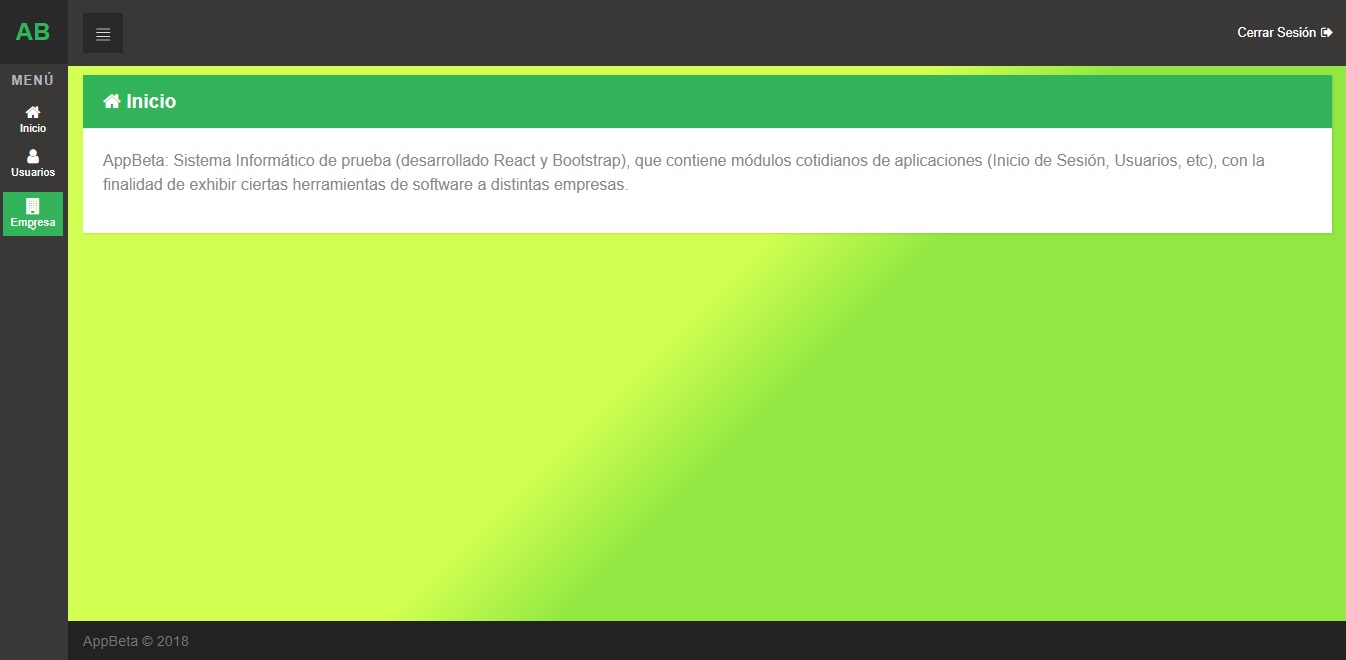 AB
Cerrar Sesión
MENÚ
Inicio
Usuarios
Empresa
Inicio
AppBeta: Sistema Informático de prueba (desarrollado React y Bootstrap), que contiene módulos cotidianos de aplicaciones (Inicio de Sesión, Usuarios, etc), con la
finalidad de exhibir ciertas herramientas de software a distintas empresas.
AppBeta © 2018